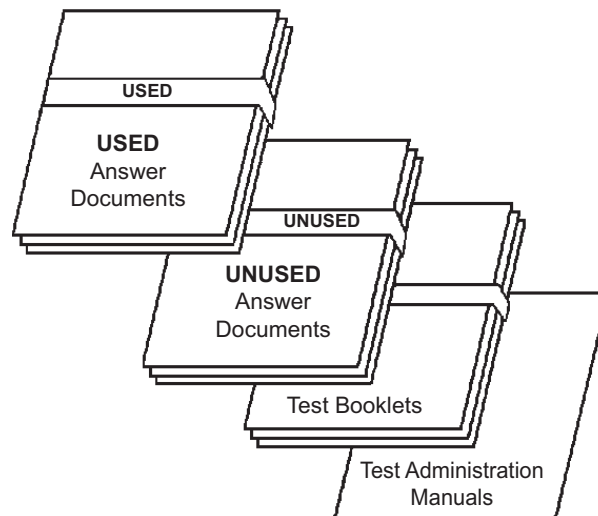 USED
USED
Answer
Documents
UNUSED
UNUSED
Answer
Documents
Test Booklets
Test Administration
Manuals